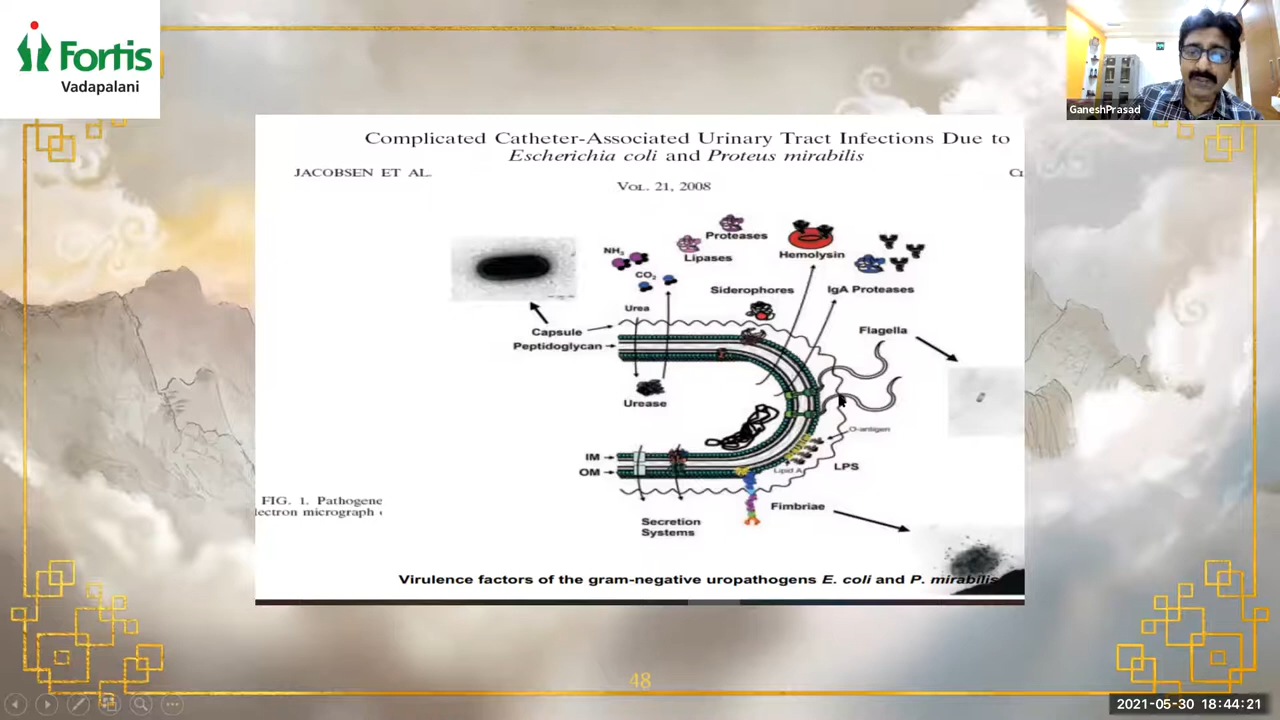 Fortis
Vadapalani
GaneshPrasad
Complicated Catheter-Associated Urinary Tract Infections Due to
Escherichia coli and Proteus mirabilis
JACOBSEN ET AL.
VOL. 21, 2008
Proteases
NH3
Lipases
Hemolysin
CO2
Siderophores
IgA Proteases
Urea
Capsule
Flagella
Peptidoglycan
Urease
O-antigen
IM
Lipid A
LPS
OM
FIG. 1. Pathogene
lectron micrograph
Fimbriae
Secretion
Systems
Virulence factors of the gram-negative uropathogens E. coli and P. mirabilis
48
2021-05-30 18:44:21